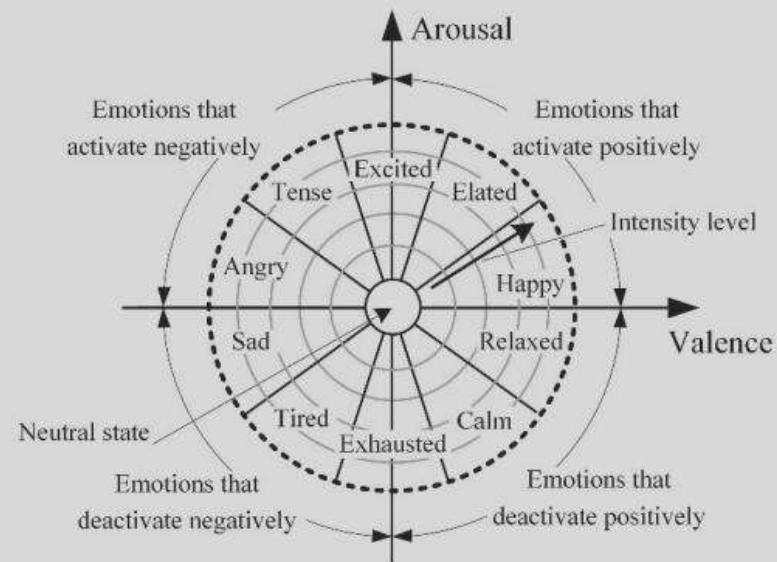 Arousal
Emotions that
activate negatively
Emotions that
activate positively
Excited
Tense
Elated
Intensity level
Angry
Happy
Sad
Relaxed
Valence
Tired
Calm
Neutral state
Exhausted
Emotions that
deactivate negatively
Emotions that
deactivate positively